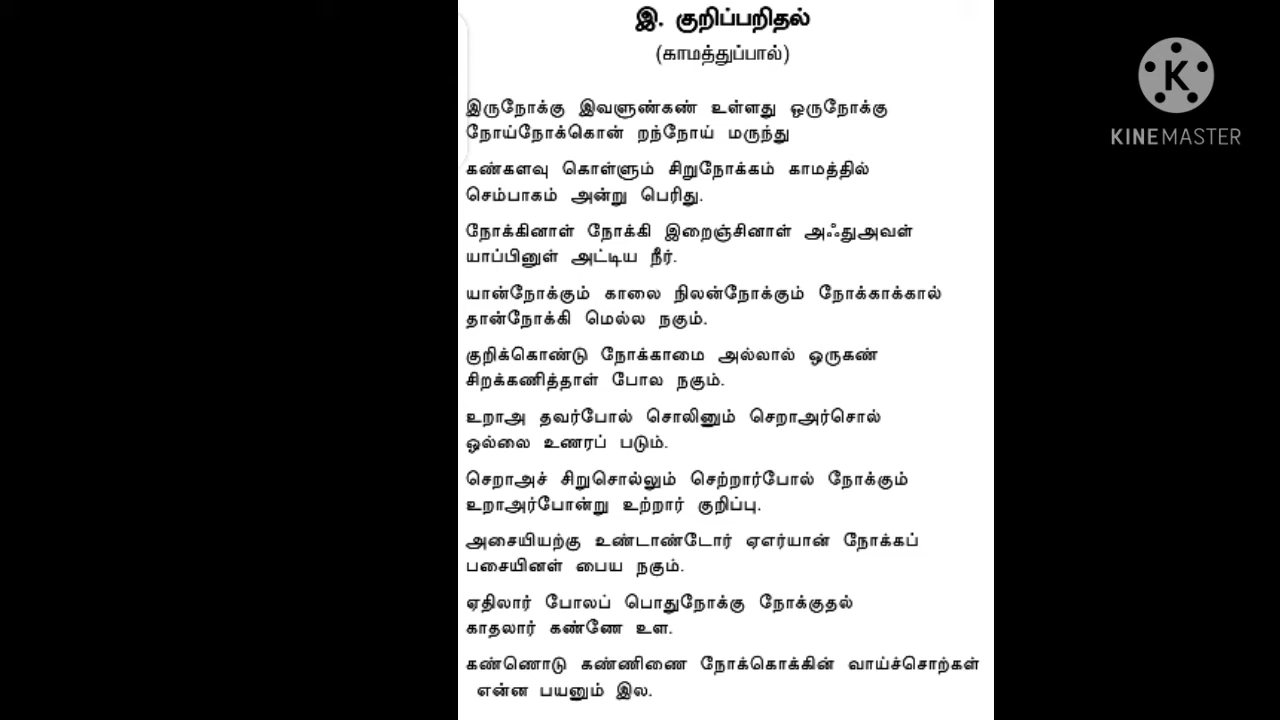 இ. குறிப்பறிதல்
(காமத்துப்பால்)
இருநோக்கு இவளுண்கண் உள்ளது ஒருநோக்கு
நோய்நோக்கொன் றந்நோய் மருந்து
கண்களவு கொள்ளும் சிறுநோக்கம் காமத்தில்
செம்பாகம் அன்று பெரிது.
நோக்கினாள் நோக்கி இறைஞ்சினாள் அஃதுஅவள்
யாப்பினுள் அட்டிய நீர்.
யான்நோக்கும் காலை நிலன்நோக்கும் நோக்காக்கால்
தான்நோக்கி மெல்ல நகும்.
குறிக்கொண்டு நோக்காமை அல்லால் ஒருகண்
சிறக்கணித்தாள் போல நகும்.
உறாஅ தவர்போல் சொலினும் செறாஅர்சொல்
ஒல்லை உணரப் படும்.
செறாஅச் சிறுசொல்லும் செற்றார்போல் நோக்கும்
உறாஅர்போன்று உற்றார் குறிப்பு.
அசையியற்கு உண்டாண்டோர் ஏஎர்யான் நோக்கப்
பசையினள் பைய நகும்.
ஏதிலார் போலப் பொதுநோக்கு நோக்குதல்
காதலார் கண்ணே உள.
கண்ணொடு கண்ணிணை நோக்கொக்கின் வாய்ச்சொற்கள்
என்ன பயனும் இல.
K
KINEMASTER